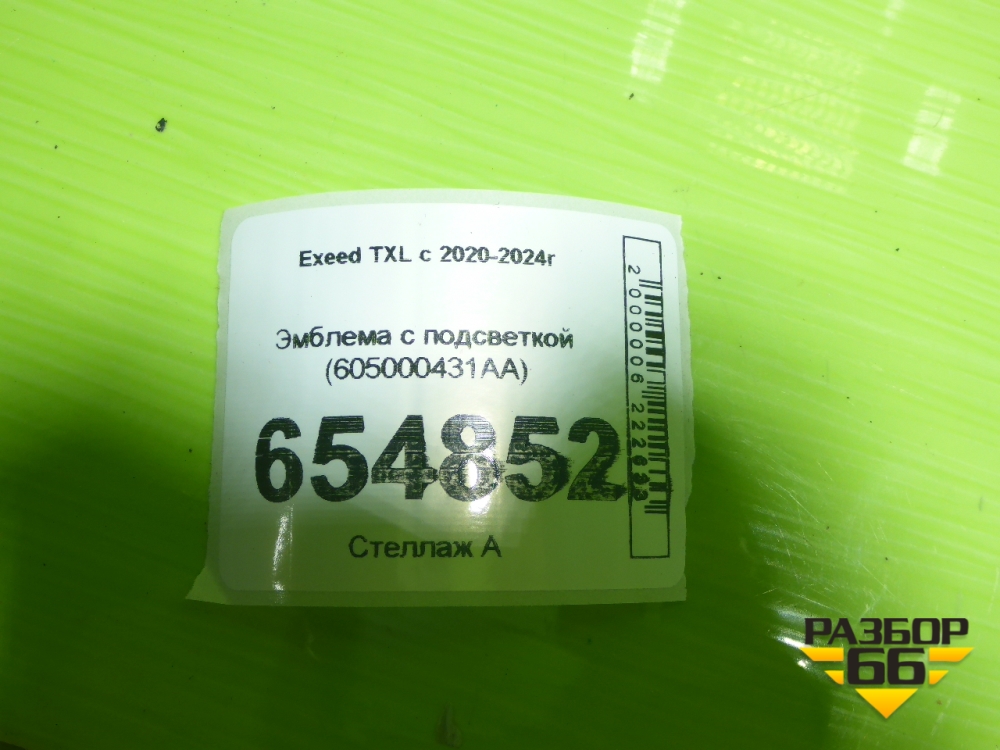 Exeed TXL с 2020-2024г
Эмблема с подсветкой
(605000431AA)
654852
Стеллаж А
РАЗБОР
66